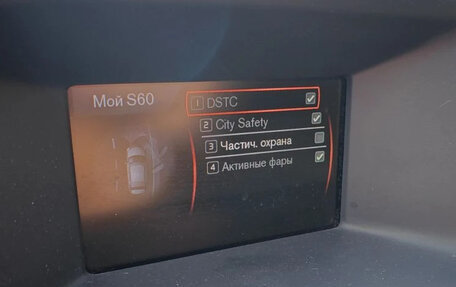 Мой S60
1 DSTC
2 City Safety
3 Частич. охрана
4 Активные фары